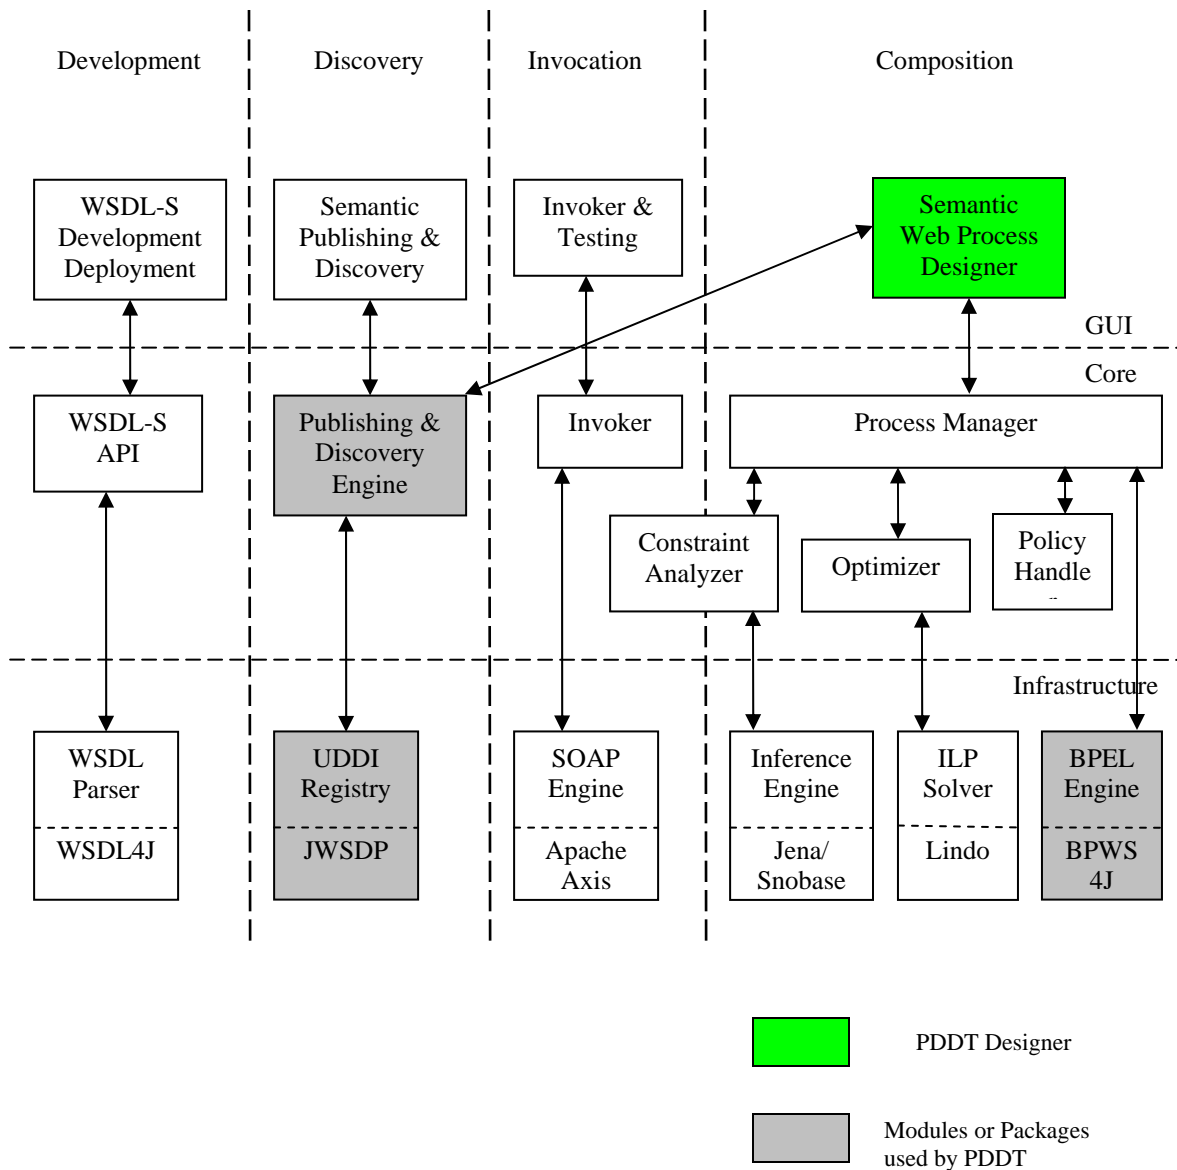 Development
Discovery
Invocation
Composition
WSDL-S
Development
Deployment
Semantic
Publishing &
Discovery
Invoker &
Testing
Semantic
Web Process
Designer
GUI
Core
WSDL-S
API
Publishing &
Discovery
Engine
Invoker
Process Manager
Constraint
Analyzer
Optimizer
Policy
Handle
Infrastructure
WSDL
Parser
WSDL4J
UDDI
Registry
JWSDP
SOAP
Engine
Apache
Axis
Inference
Engine
Jena/
Snobase
ILP
Solver
Lindo
BPEL
Engine
BPWS
4J
PDDT Designer
Modules or Packages
used by PDDT